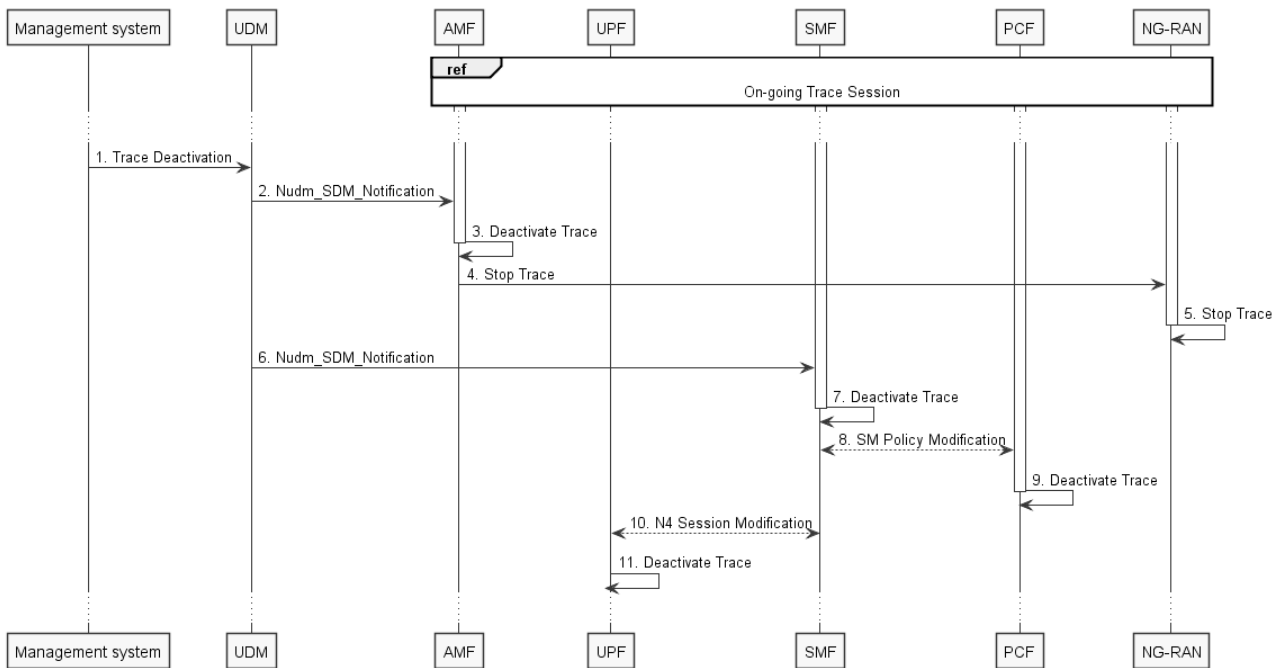 Management system
UDM
AMF
UPF
SMF
PCF
NG-RAN
ref
On-going Trace Session
1. Trace Deactivation
2. Nudm_SDM_Notification
3. Deactivate Trace
4. Stop Trace
5. Stop Trace
6. Nudm_SDM_Notification
7. Deactivate Trace
8. SM Policy Modification
9. Deactivate Trace
10. N4 Session Modification
11. Deactivate Trace
Management system
UDM
AMF
UPF
SMF
PCF
NG-RAN